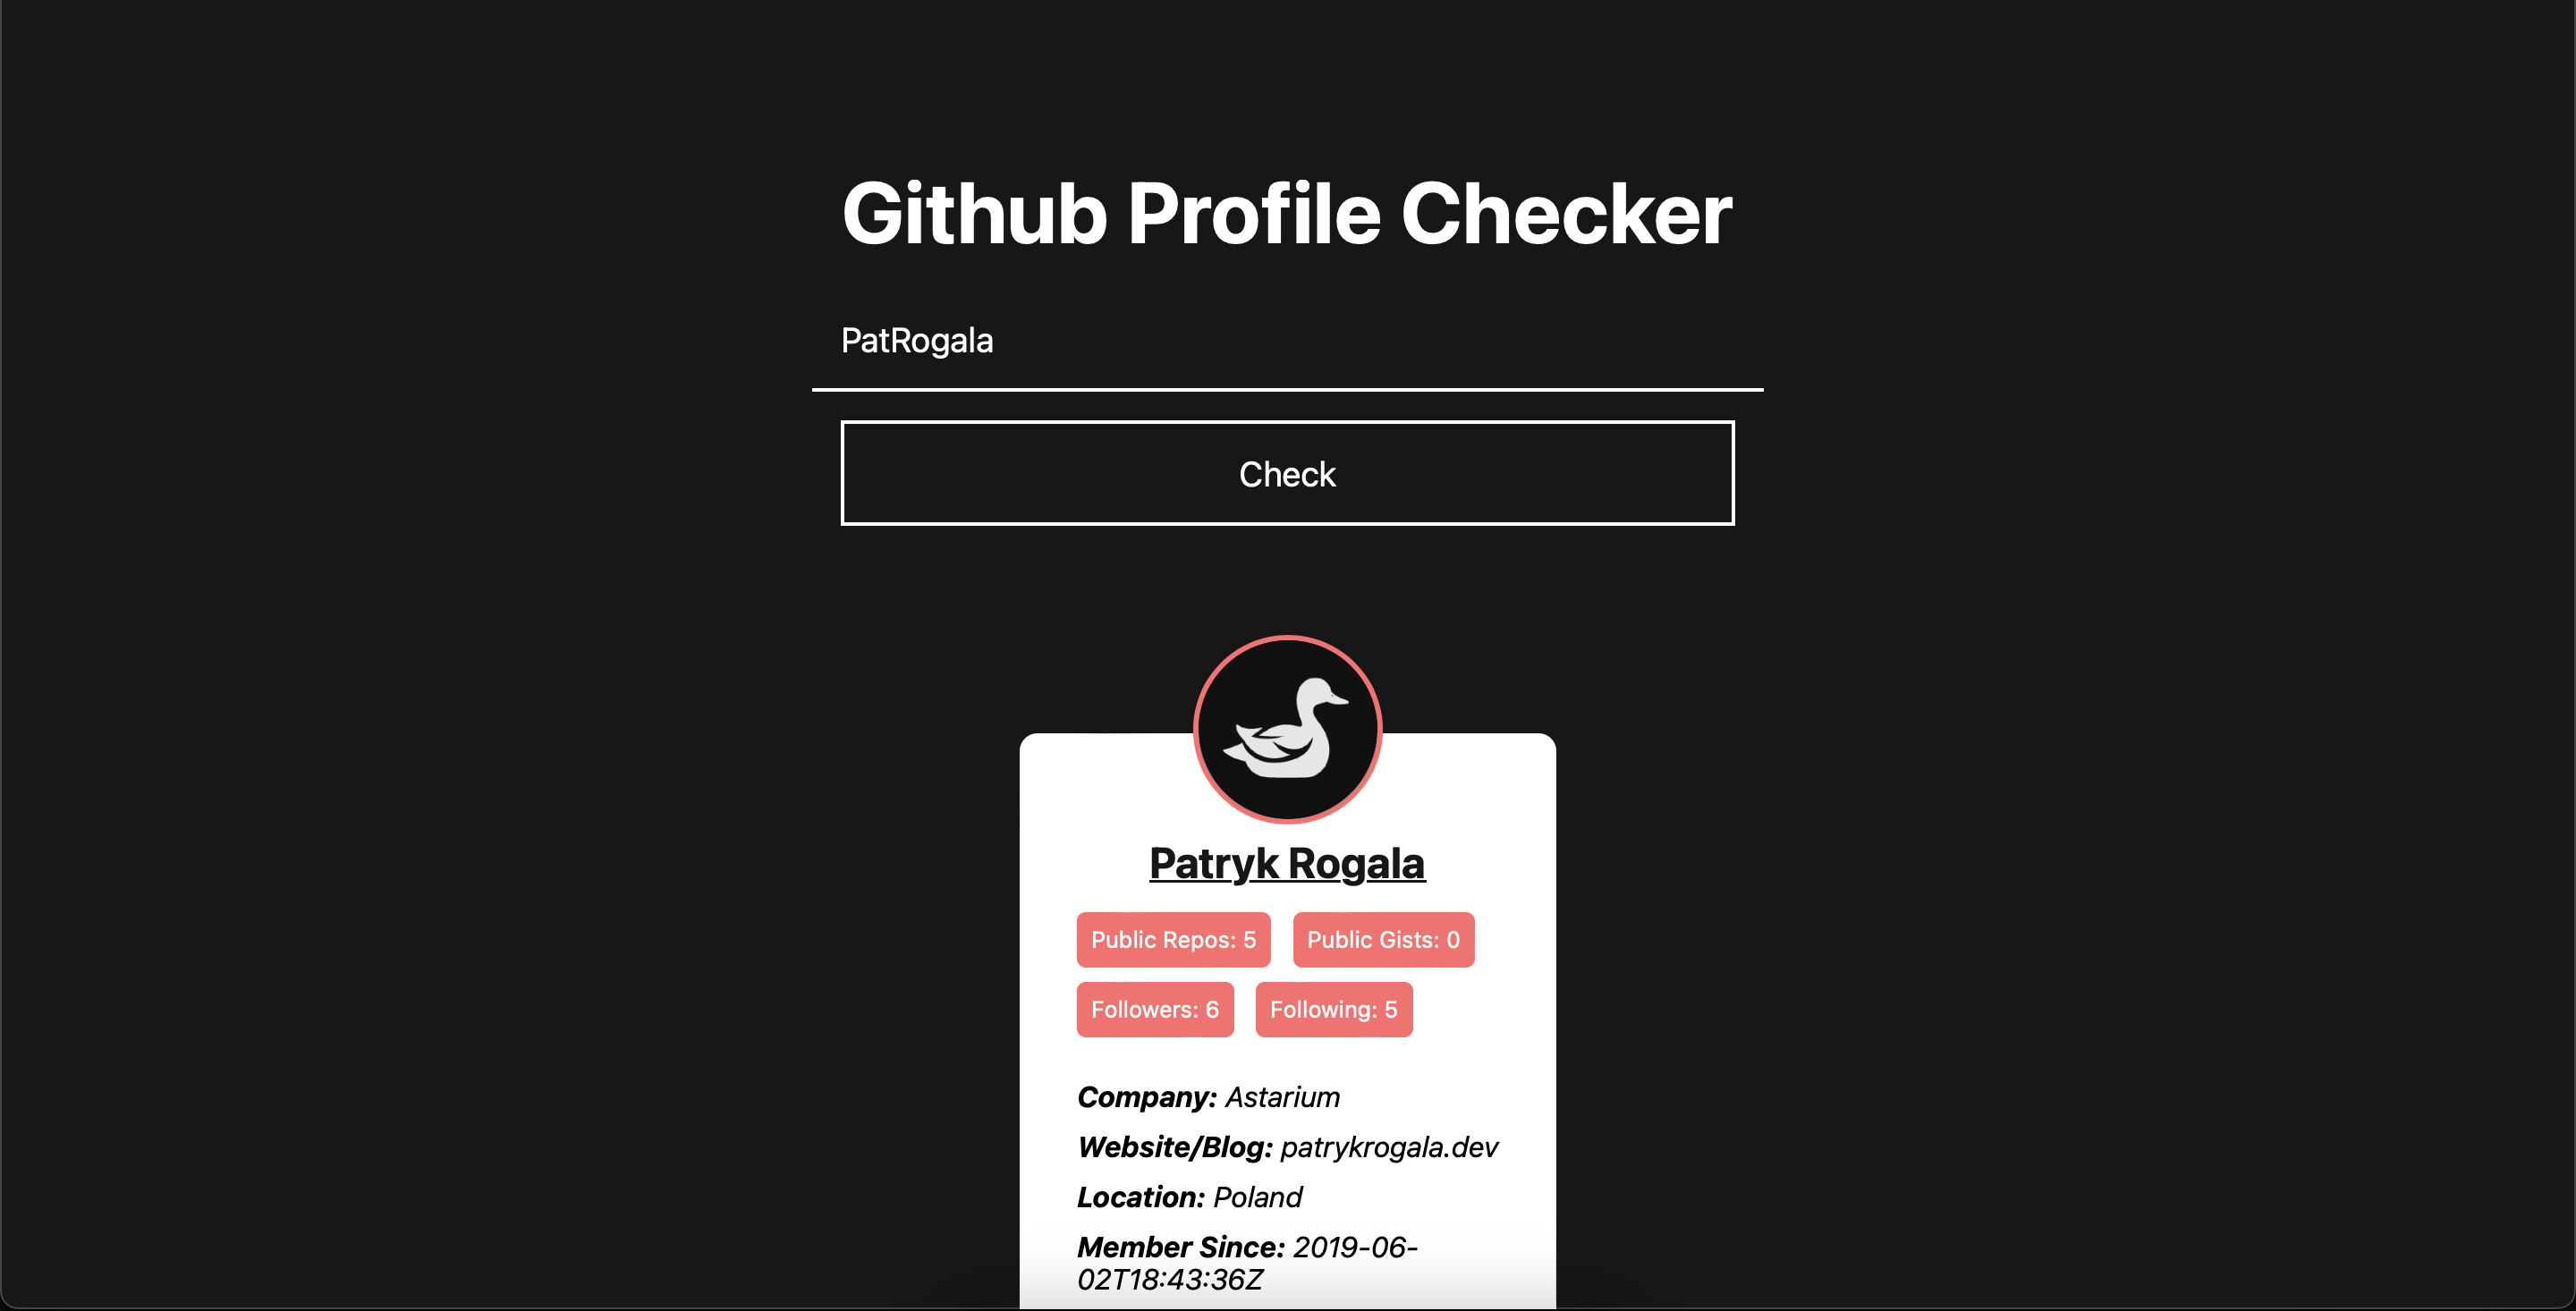 Github Profile Checker
PatRogala
Check
Patryk Rogala
Public Repos: 5 Public Gists: 0
Followers: 6 Following: 5
Company: Astarium
Website/Blog: patrykrogala.dev
Location: Poland
Member Since: 2019-06-
02T18:43:36Z